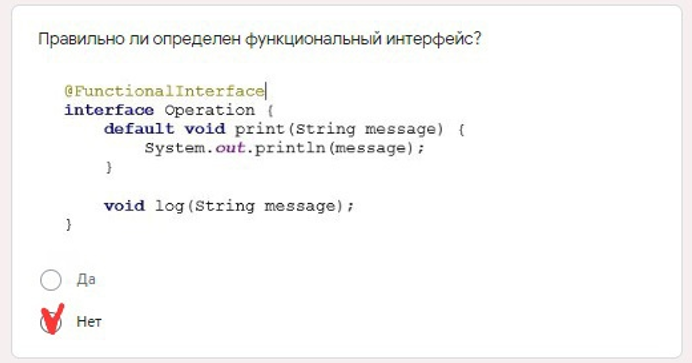 Правильно ли определен функциональный интерфейс?
@FunctionalInterface
interface Operation {
default void print(String message) {
System.out.println(message);
}
void log(String message);
}
Да
Нет